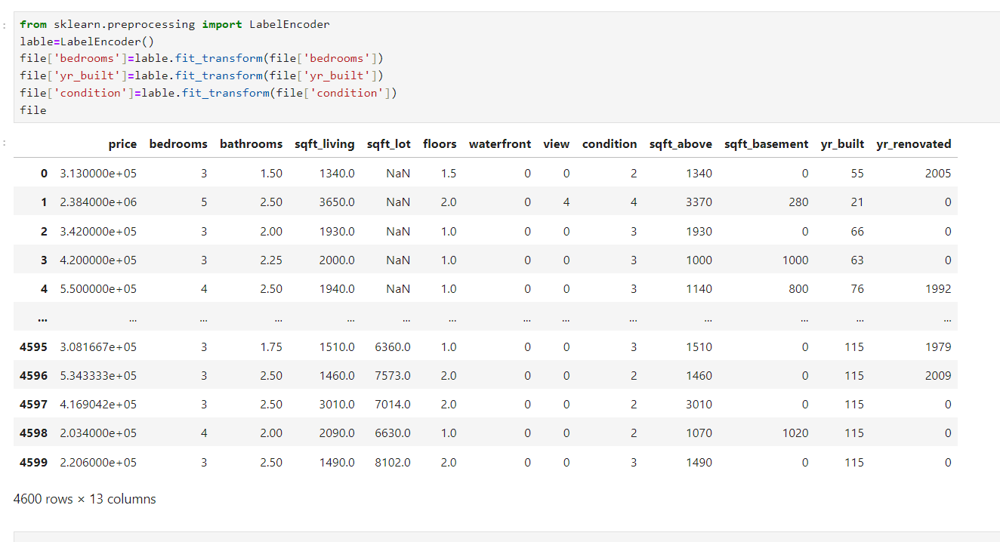 :
from sklearn.preprocessing import LabelEncoder
lable=LabelEncoder()
file['bedrooms']=lable.fit_transform(file['bedrooms'])
file['yr_built']=lable.fit_transform(file['yr_built'])
file['condition']=lable.fit_transform(file['condition'])
file
:
price bedrooms bathrooms sqft_living sqft_lot floors waterfront view condition sqft_above sqft_basement yr_built yr_renovated
0 3.130000e+05 3 1.50 1340.0 NaN 1.5 0 0 2 1340 0 55 2005
1 2.384000e+06 5 2.50 3650.0 NaN 2.0 0 4 4 3370 280 21 0
2 3.420000e+05 3 2.00 1930.0 NaN 1.0 0 0 3 1930 0 66 0
3 4.200000e+05 3 2.25 2000.0 NaN 1.0 0 0 3 1000 1000 63 0
4 5.500000e+05 4 2.50 1940.0 NaN 1.0 0 0 3 1140 800 76 1992
... ... ... ... ... ... ... ... ... ... ... ... ... ...
4595 3.081667e+05 3 1.75 1510.0 6360.0 1.0 0 0 3 1510 0 115 1979
4596 5.343333e+05 3 2.50 1460.0 7573.0 2.0 0 0 2 1460 0 115 2009
4597 4.169042e+05 3 2.50 3010.0 7014.0 2.0 0 0 2 3010 0 115 0
4598 2.034000e+05 4 2.00 2090.0 6630.0 1.0 0 0 2 1070 1020 115 0
4599 2.206000e+05 3 2.50 1490.0 8102.0 2.0 0 0 3 1490 0 115 0
4600 rows × 13 columns